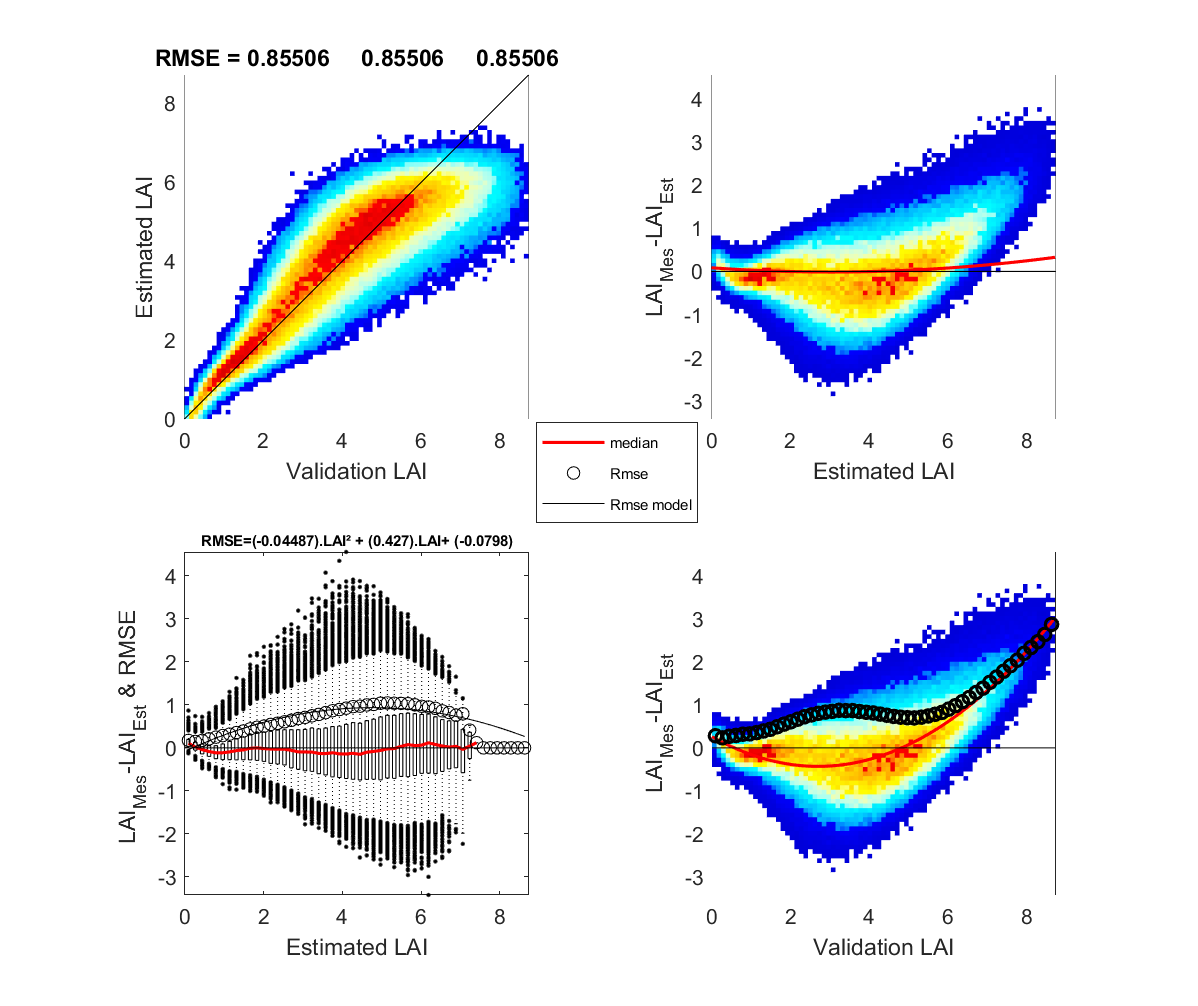 RMSE = 0.85506 0.85506 0.85506
8
6
4
2
0
0 2 4 6 8
Estimated LAI
Validation LAI
4
3
2
1
0
-1
-2
-3
0 2 4 6 8
LAI_Mes-LAI_Est
Estimated LAI
median
Rmse
Rmse model
RMSE=(-0.04487).LAI² + (0.427).LAI+ (-0.0798)
4
3
2
1
0
-1
-2
-3
0 2 4 6 8
LAI_Mes-LAI_Est & RMSE
Estimated LAI
4
3
2
1
0
-1
-2
-3
0 2 4 6 8
LAI_Mes-LAI_Est
Validation LAI